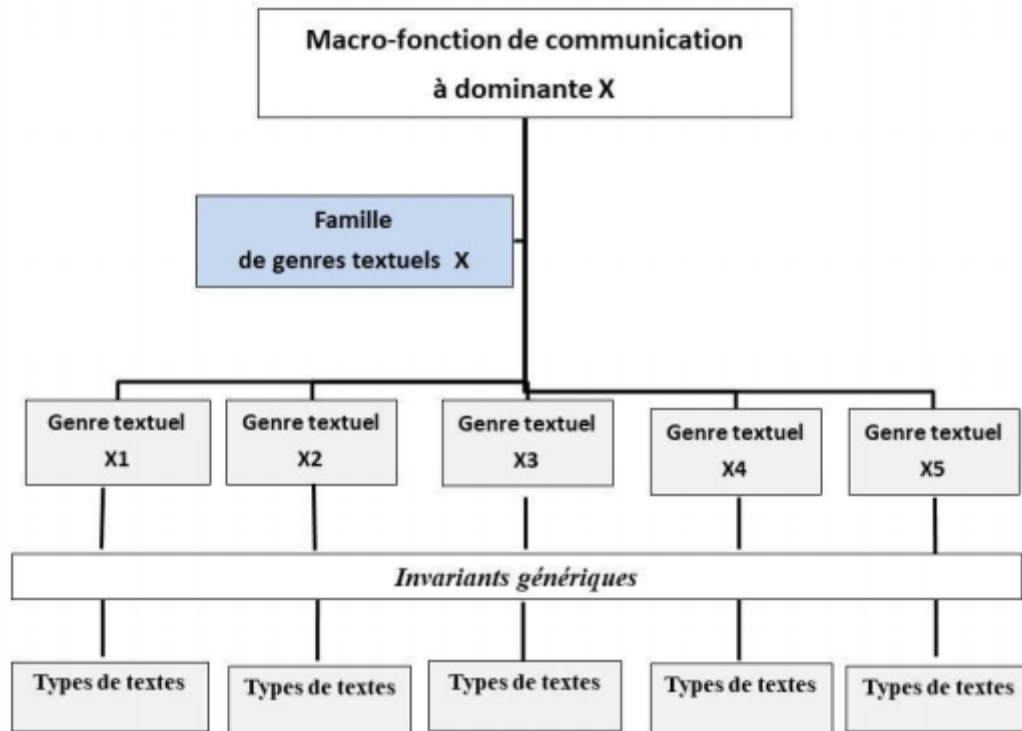 Macro-fonction de communication
à dominante X
Famille
de genres textuels X
Genre textuel
X1
Genre textuel
X2
Genre textuel
X3
Genre textuel
X4
Genre textuel
X5
Invariants génériques
Types de textes
Types de textes
Types de textes
Types de textes
Types de textes